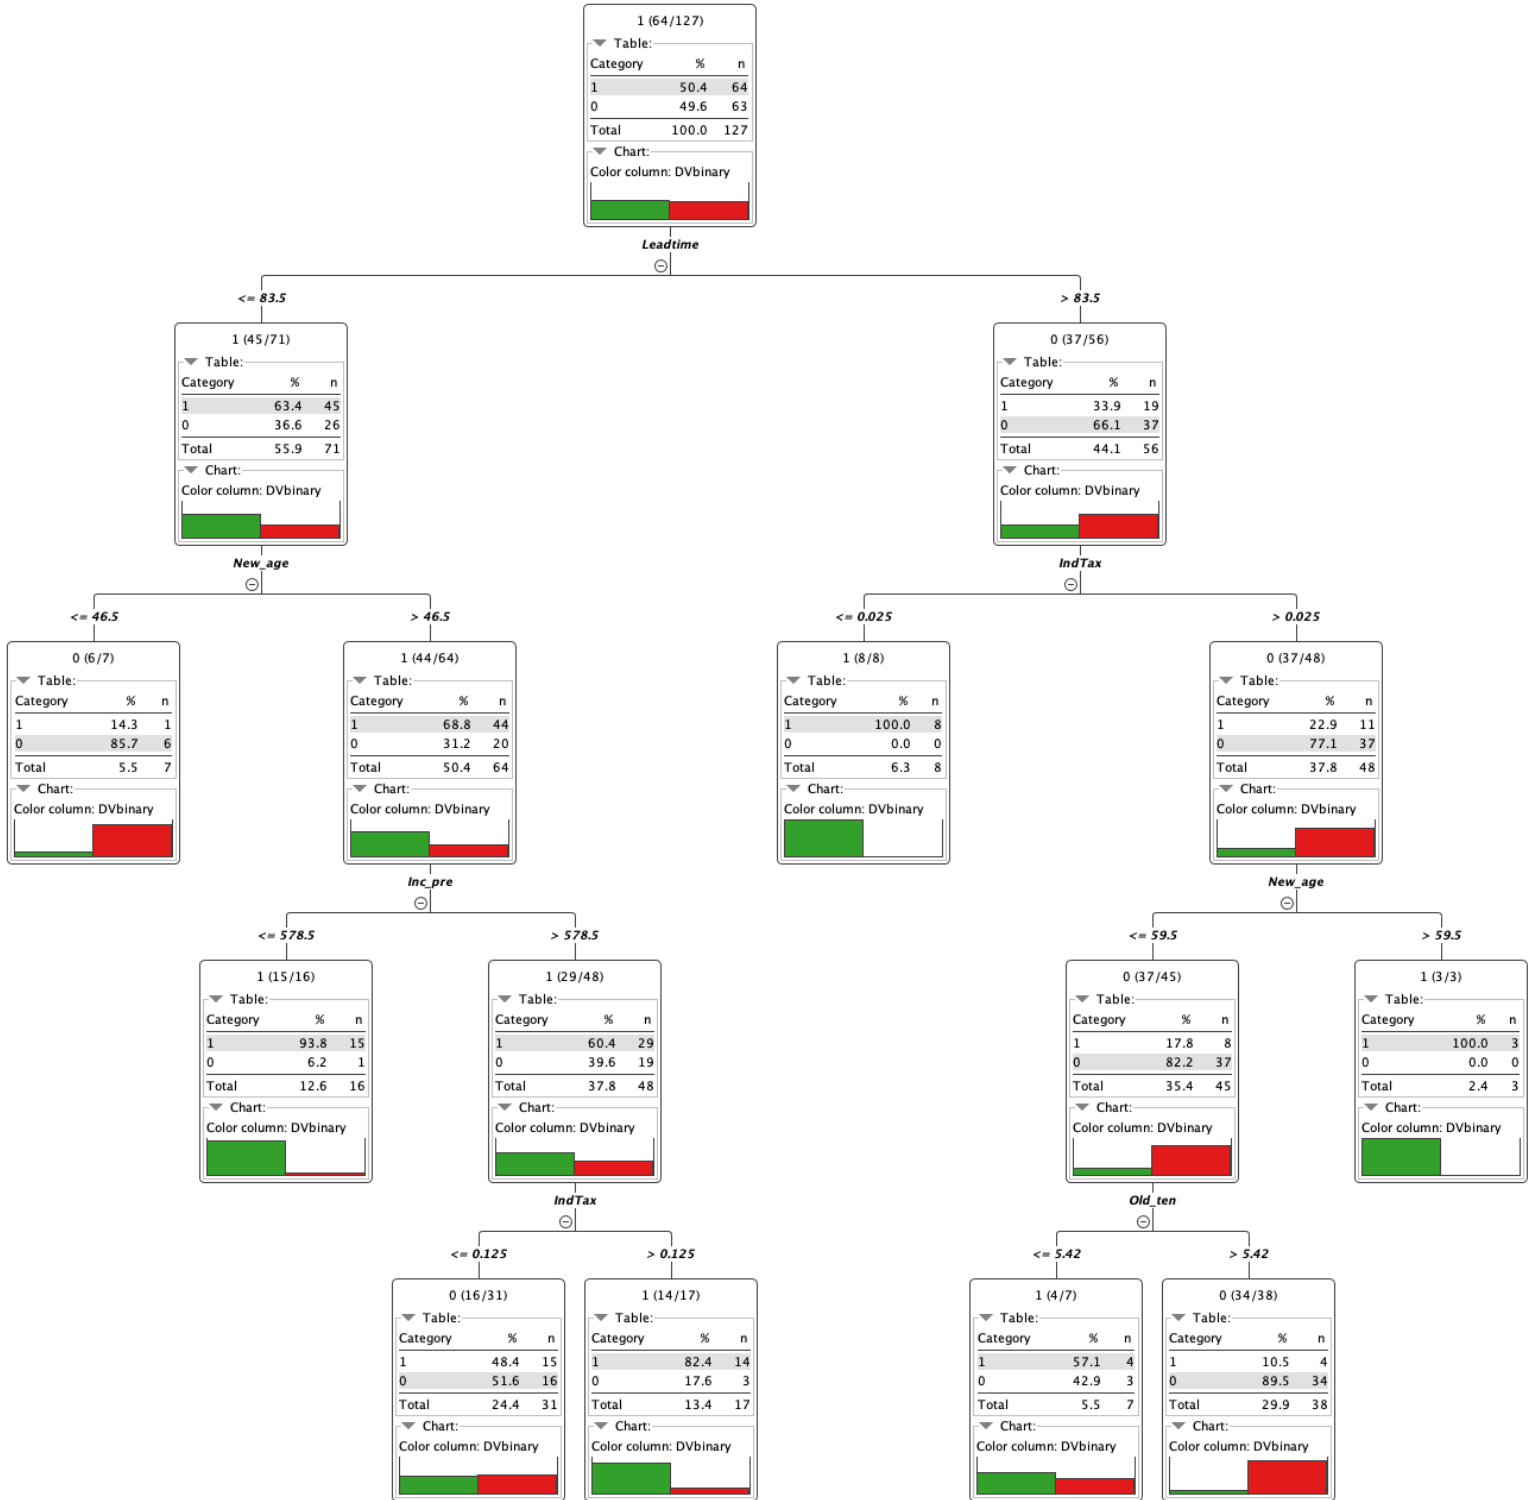 1 (64/127)
Table:
Category % n
1 50.4 64
0 49.6 63
Total 100.0 127
Chart:
Color column: DVbinary
Leadtime
<= 83.5
> 83.5
1 (45/71)
Table:
Category % n
1 63.4 45
0 36.6 26
Total 55.9 71
Chart:
Color column: DVbinary
New_age
0 (37/56)
Table:
Category % n
1 33.9 19
0 66.1 37
Total 44.1 56
Chart:
Color column: DVbinary
IndTax
<= 46.5
> 46.5
<= 0.025
> 0.025
0 (6/7)
Table:
Category % n
1 14.3 1
0 85.7 6
Total 5.5 7
Chart:
Color column: DVbinary
1 (44/64)
Table:
Category % n
1 68.8 44
0 31.2 20
Total 50.4 64
Chart:
Color column: DVbinary
Inc_pre
1 (8/8)
Table:
Category % n
1 100.0 8
0 0.0 0
Total 6.3 8
Chart:
Color column: DVbinary
0 (37/48)
Table:
Category % n
1 22.9 11
0 77.1 37
Total 37.8 48
Chart:
Color column: DVbinary
New_age
<= 578.5
> 578.5
<= 59.5
> 59.5
1 (15/16)
Table:
Category % n
1 93.8 15
0 6.2 1
Total 12.6 16
Chart:
Color column: DVbinary
1 (29/48)
Table:
Category % n
1 60.4 29
0 39.6 19
Total 37.8 48
Chart:
Color column: DVbinary
IndTax
0 (37/45)
Table:
Category % n
1 17.8 8
0 82.2 37
Total 35.4 45
Chart:
Color column: DVbinary
Old_ten
1 (3/3)
Table:
Category % n
1 100.0 3
0 0.0 0
Total 2.4 3
Chart:
Color column: DVbinary
<= 0.125
> 0.125
<= 5.42
> 5.42
0 (16/31)
Table:
Category % n
1 48.4 15
0 51.6 16
Total 24.4 31
Chart:
Color column: DVbinary
1 (14/17)
Table:
Category % n
1 82.4 14
0 17.6 3
Total 13.4 17
Chart:
Color column: DVbinary
1 (4/7)
Table:
Category % n
1 57.1 4
0 42.9 3
Total 5.5 7
Chart:
Color column: DVbinary
0 (34/38)
Table:
Category % n
1 10.5 4
0 89.5 34
Total 29.9 38
Chart:
Color column: DVbinary